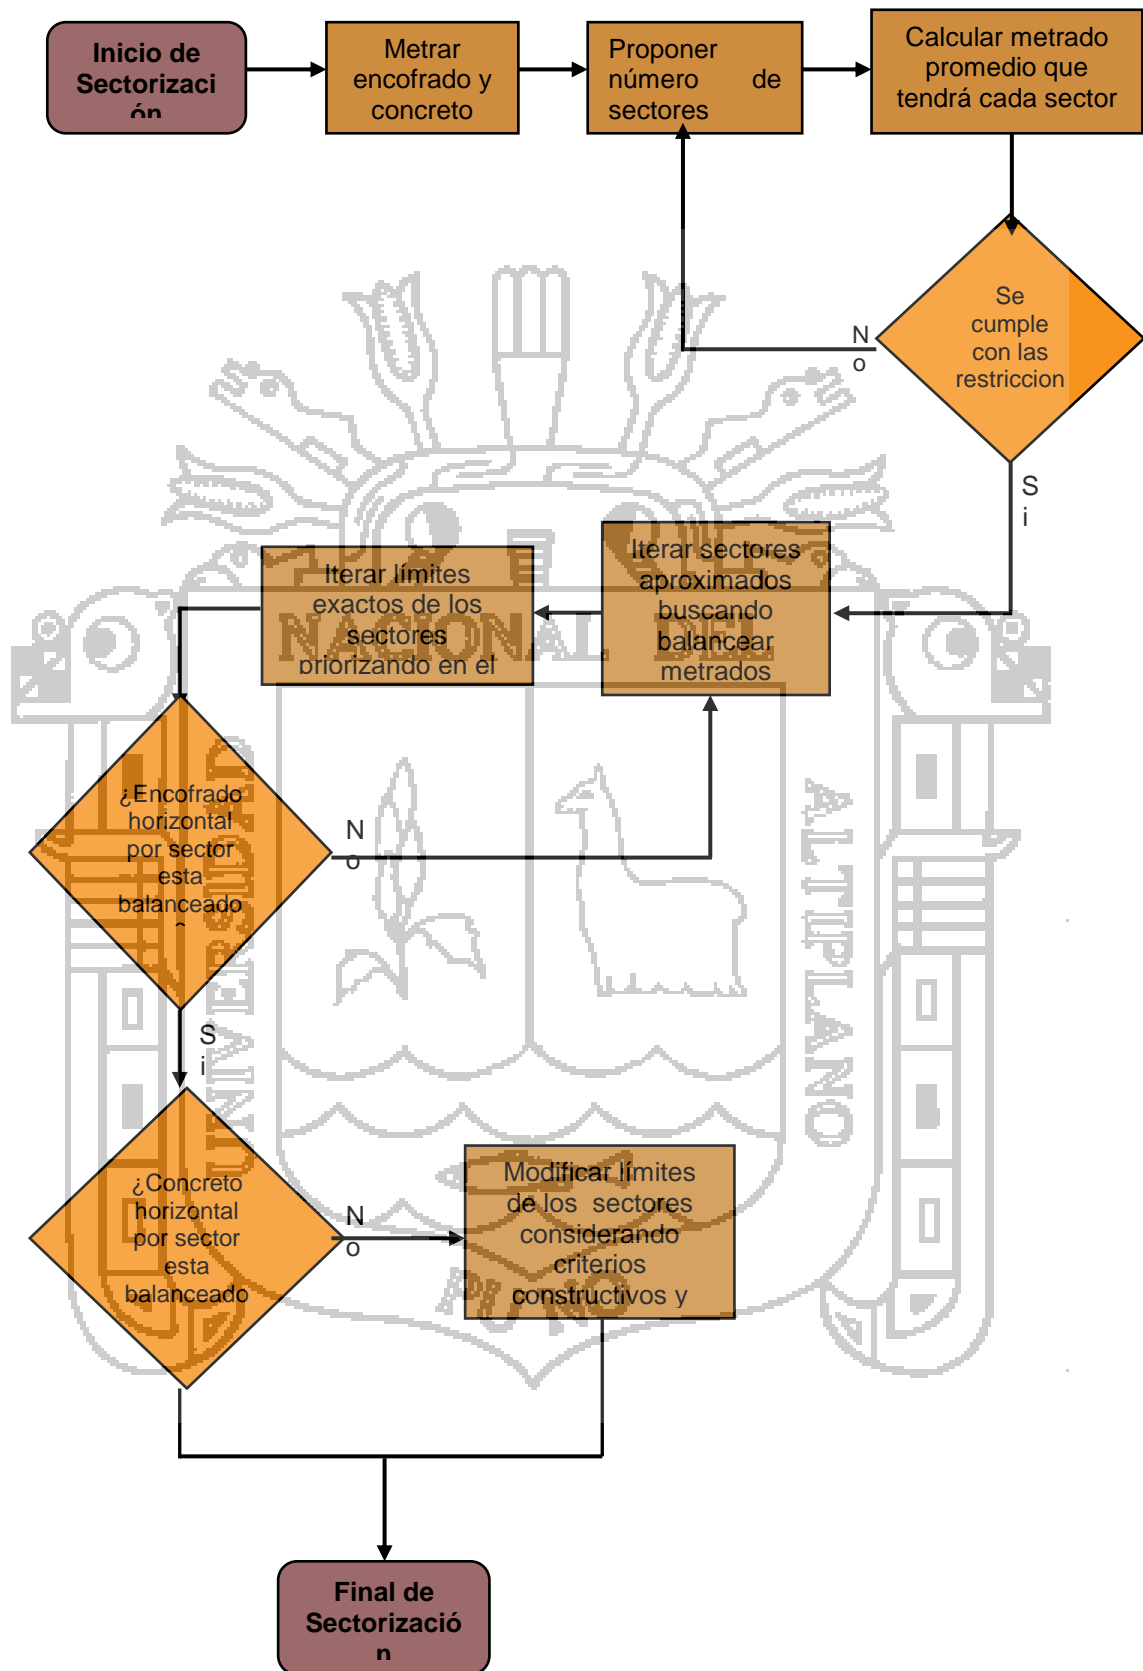 Inicio de
Sectorizaci
ón
Metrar
encofrado y
concreto
Proponer
número de
sectores
Calcular metrado
promedio que
tendrá cada sector
Se
cumple
con las
restriccion
N
o
S
i
Iterar sectores
aproximados
buscando
balancear
metrados
Iterar límites
exactos de los
sectores
priorizando en el
¿Encofrado
horizontal
por sector
esta
balanceado
?
N
o
S
i
¿Concreto
horizontal
por sector
esta
balanceado
N
o
Modificar límites
de los sectores
considerando
criterios
constructivos y
Final de
Sectorizació
n
UNIVERSIDAD
NACIONAL DEL
ALTIPLANO
PUNO